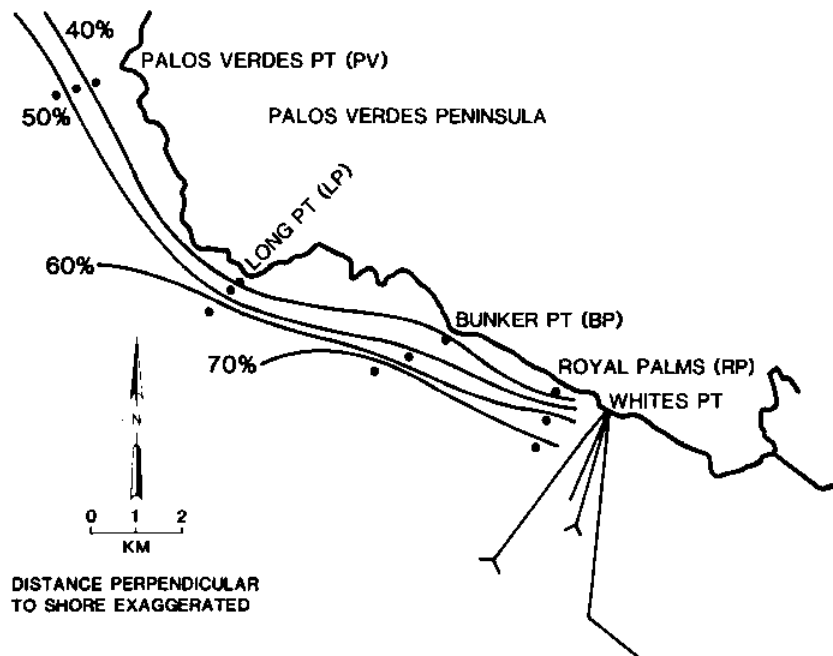 40%
PALOS VERDES PT (PV)
50%
PALOS VERDES PENINSULA
LONG PT (LP)
60%
BUNKER PT (BP)
70%
ROYAL PALMS (RP)
WHITES PT
N
0 1 2
KM
DISTANCE PERPENDICULAR
TO SHORE EXAGGERATED